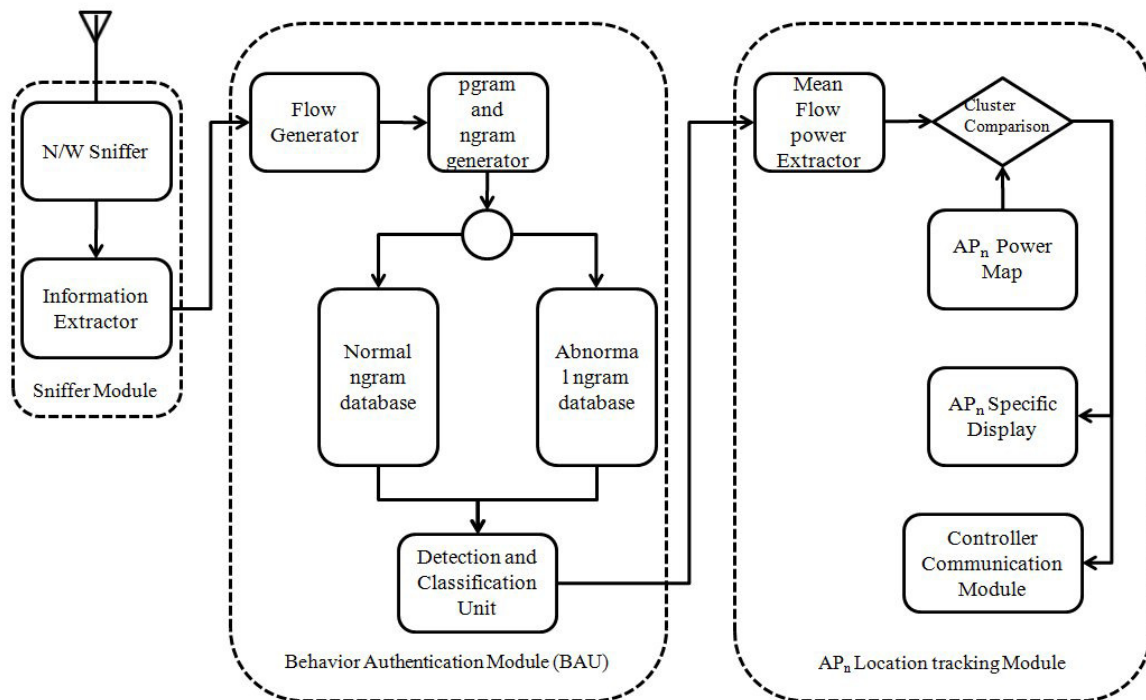 N/W Sniffer
Information
Extractor
Sniffer Module
Flow
Generator
pgram
and
ngram
generator
Normal
ngram
database
Abnorma
l ngram
database
Detection and
Classification
Unit
Behavior Authentication Module (BAU)
Mean
Flow
power
Extractor
Cluster
Comparison
APn Power
Map
APn Specific
Display
Controller
Communication
Module
APn Location tracking Module